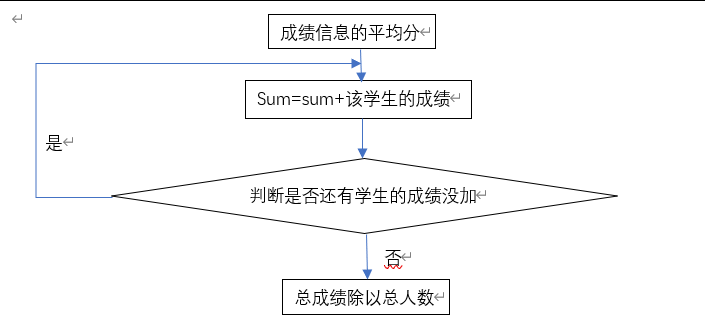 成绩信息的平均分
Sum=sum+该学生的成绩
是
判断是否还有学生的成绩没加
否
总成绩除以总人数